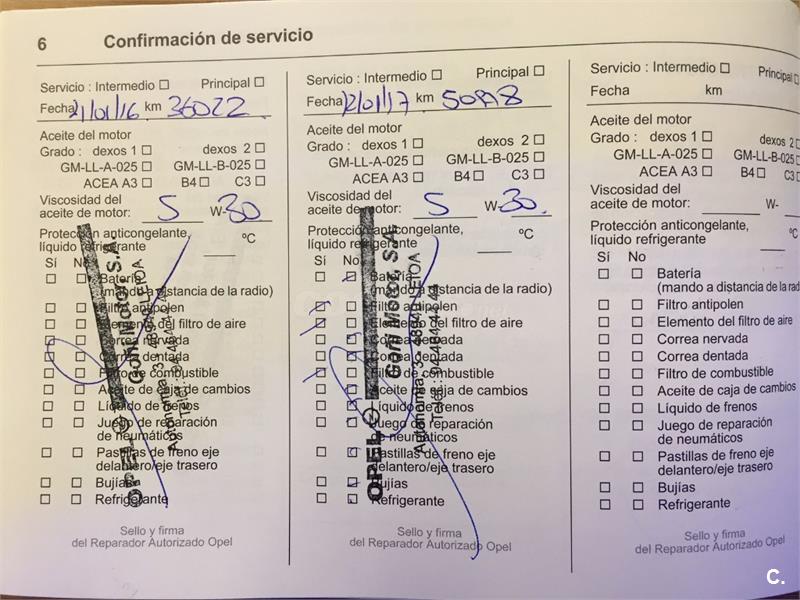 6 Confirmación de servicio
Servicio : Intermedio ☐ Principal ☐
Fecha 21/01/16 km 36022
Aceite del motor
Grado : dexos 1 ☐ dexos 2 ☐
GM-LL-A-025 ☐ GM-LL-B-025 ☐
ACEA A3 ☐ B4 ☐ C3 ☐
Viscosidad del
aceite de motor: 5 W-30
Protección anticongelante,
líquido refrigerante ºC
Sí No
☐ ☐ Batería
(mando a distancia de la radio)
☐ ☐ Filtro antipolen
☐ ☐ Elemento del filtro de aire
☐ ☐ Correa nervada
☐ ☐ Correa dentada
☐ ☐ Filtro de combustible
☐ ☐ Aceite de caja de cambios
☐ ☐ Líquido de frenos
☐ ☐ Juego de reparación
de neumáticos
☐ ☐ Pastillas de freno eje
delantero/eje trasero
☐ ☐ Bujías
☐ ☐ Refrigerante
OPEL
Motor, S.A.
Autonomia, 3
Sello y firma
del Reparador Autorizado Opel
Servicio : Intermedio ☐ Principal ☐
Fecha 12/01/17 km
Aceite del motor
Grado : dexos 1 ☐ dexos 2 ☐
GM-LL-A-025 ☐ GM-LL-B-025 ☐
ACEA A3 ☐ B4 ☐ C3 ☐
Viscosidad del
aceite de motor: 5 W-30.
Protección anticongelante,
líquido refrigerante ºC
Sí No
☐ ☐ Batería
(mando a distancia de la radio)
☐ ☐ Filtro antipolen
☐ ☐ Elemento del filtro de aire
☐ ☐ Correa nervada
☐ ☐ Correa dentada
☐ ☐ Filtro de combustible
☐ ☐ Aceite de caja de cambios
☐ ☐ Líquido de frenos
☐ ☐ Juego de reparación
de neumáticos
☐ ☐ Pastillas de freno eje
delantero/eje trasero
☐ ☐ Bujías
☐ ☐ Refrigerante
OPEL
Motor, S.A.
Autonomia, 3
Sello y firma
del Reparador Autorizado Opel
Servicio : Intermedio ☐ Principal ☐
Fecha km
Aceite del motor
Grado : dexos 1 ☐ dexos 2 ☐
GM-LL-A-025 ☐ GM-LL-B-025 ☐
ACEA A3 ☐ B4 ☐ C3
Viscosidad del
aceite de motor: W-
Protección anticongelante,
líquido refrigerante ºC
Sí No
☐ ☐ Batería
(mando a distancia de la rad
☐ ☐ Filtro antipolen
☐ ☐ Elemento del filtro de aire
☐ ☐ Correa nervada
☐ ☐ Correa dentada
☐ ☐ Filtro de combustible
☐ ☐ Aceite de caja de cambios
☐ ☐ Líquido de frenos
☐ ☐ Juego de reparación
de neumáticos
☐ ☐ Pastillas de freno eje
delantero/eje trasero
☐ ☐ Bujías
☐ ☐ Refrigerante
Sello y firma
del Reparador Autorizado Opel
C.